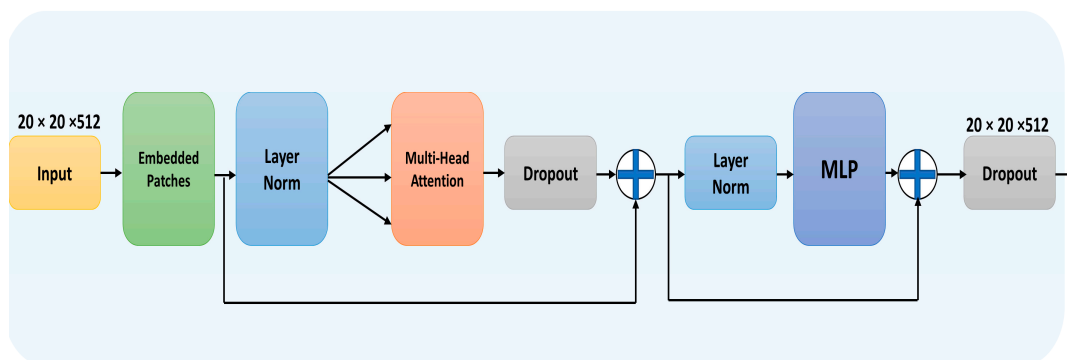 20 × 20 ×512
Input
Embedded
Patches
Layer
Norm
Multi-Head
Attention
Dropout
Layer
Norm
MLP
20 × 20 ×512
Dropout